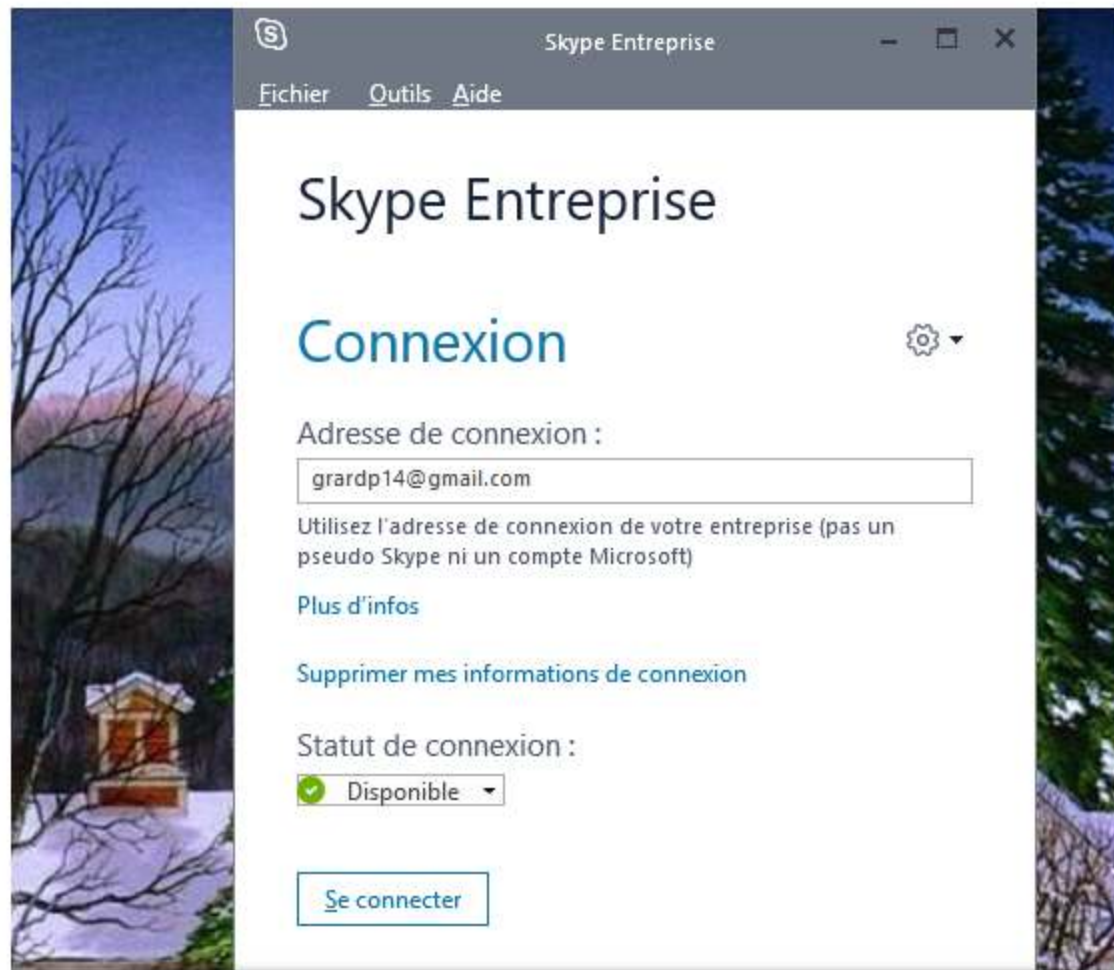 Skype Entreprise
Fichier Outils Aide
Skype Entreprise
Connexion
Adresse de connexion :
grardp14@gmail.com
Utilisez l'adresse de connexion de votre entreprise (pas un
pseudo Skype ni un compte Microsoft)
Plus d'infos
Supprimer mes informations de connexion
Statut de connexion :
Disponible
Se connecter